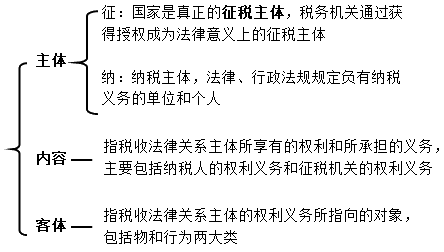 征：国家是真正的征税主体，税务机关通过获
得授权成为法律意义上的征税主体
主体
纳：纳税主体，法律、行政法规规定负有纳税
义务的单位和个人
指税收法律关系主体所享有的权利和所承担的义务，
内容
主要包括纳税人的权利义务和征税机关的权利义务
指税收法律关系主体的权利义务所指向的对象，
客体
包括物和行为两大类